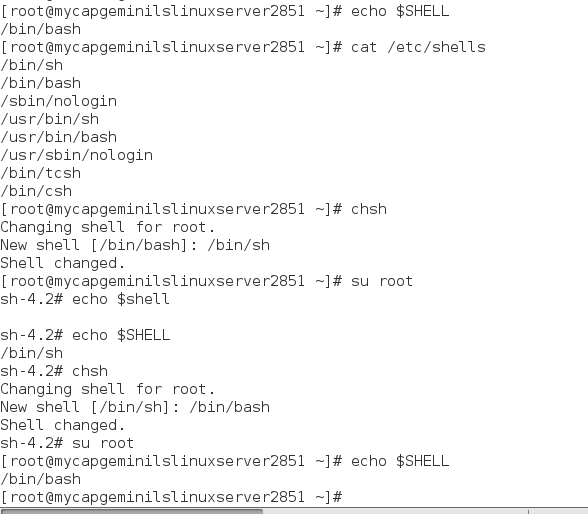 [root@mycapgeminilslinuxserver2851 ~]# echo $SHELL
/bin/bash
[root@mycapgeminilslinuxserver2851 ~]# cat /etc/shells
/bin/sh
/bin/bash
/sbin/nologin
/usr/bin/sh
/usr/bin/bash
/usr/sbin/nologin
/bin/tcsh
/bin/csh
[root@mycapgeminilslinuxserver2851 ~]# chsh
Changing shell for root.
New shell [/bin/bash]: /bin/sh
Shell changed.
[root@mycapgeminilslinuxserver2851 ~]# su root
sh-4.2# echo $shell

sh-4.2# echo $SHELL
/bin/sh
sh-4.2# chsh
Changing shell for root.
New shell [/bin/sh]: /bin/bash
Shell changed.
sh-4.2# su root
[root@mycapgeminilslinuxserver2851 ~]# echo $SHELL
/bin/bash
[root@mycapgeminilslinuxserver2851 ~]#